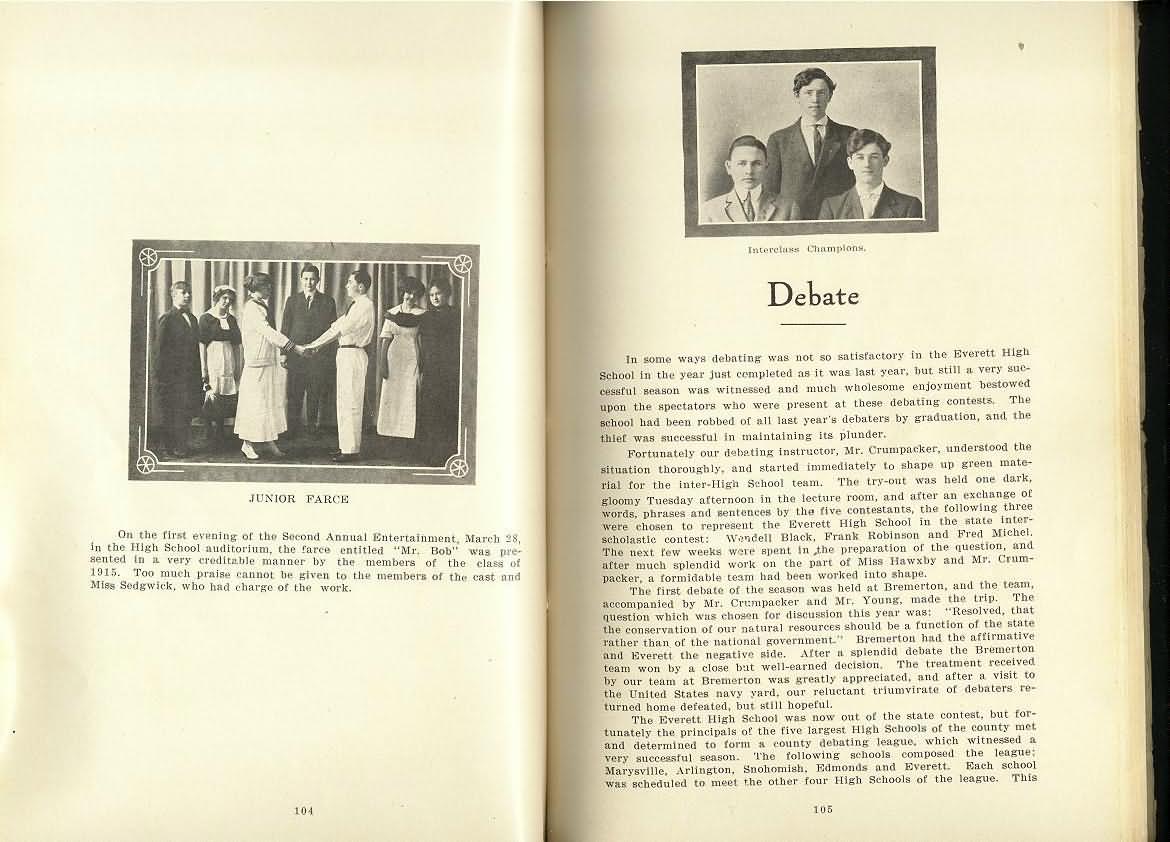 JUNIOR FARCE
On the first evening of the Second Annual Entertainment, March 28,
in the High School auditorium, the farce entitled "Mr. Bob" was pre-
sented in a very creditable manner by the members of the class of
1915. Too much praise cannot be given to the members of the cast and
Miss Sedgwick, who had charge of the work.
104
Interclass Champions.
Debate
In some ways debating was not so satisfactory in the Everett High
School in the year just completed as it was last year, but still a very suc-
cessful season was witnessed and much wholesome enjoyment bestowed
upon the spectators who were present at these debating contests. The
school had been robbed of all last year's debaters by graduation, and the
thief was successful in maintaining its plunder.
Fortunately our debating instructor, Mr. Crumpacker, understood the
situation thoroughly, and started immediately to shape up green mate-
rial for the inter-High School team. The try-out was held one dark,
gloomy Tuesday afternoon in the lecture room, and after an exchange of
words, phrases and sentences by the five contestants, the following three
were chosen to represent the Everett High School in the state inter-
scholastic contest: Wendell Black, Frank Robinson and Fred Michel.
The next few weeks were spent in the preparation of the question, and
after much splendid work on the part of Miss Hawxby and Mr. Crum-
packer, a formidable team had been worked into shape.
The first debate of the season was held at Bremerton, and the team,
accompanied by Mr. Crumpacker and Mr. Young, made the trip. The
question which was chosen for discussion this year was: "Resolved, that
the conservation of our natural resources should be a function of the state
rather than of the national government." Bremerton had the affirmative
and Everett the negative side. After a splendid debate the Bremerton
team won by a close but well-earned decision. The treatment received
by our team at Bremerton was greatly appreciated, and after a visit to
the United States navy yard, our reluctant triumvirate of debaters re-
turned home defeated, but still hopeful.
The Everett High School was now out of the state contest, but for-
tunately the principals of the five largest High Schools of the county met
and determined to form a county debating league, which witnessed a
very successful season. The following schools composed the league:
Marysville, Arlington, Snohomish, Edmonds and Everett. Each school
was scheduled to meet the other four High Schools of the league. This
105